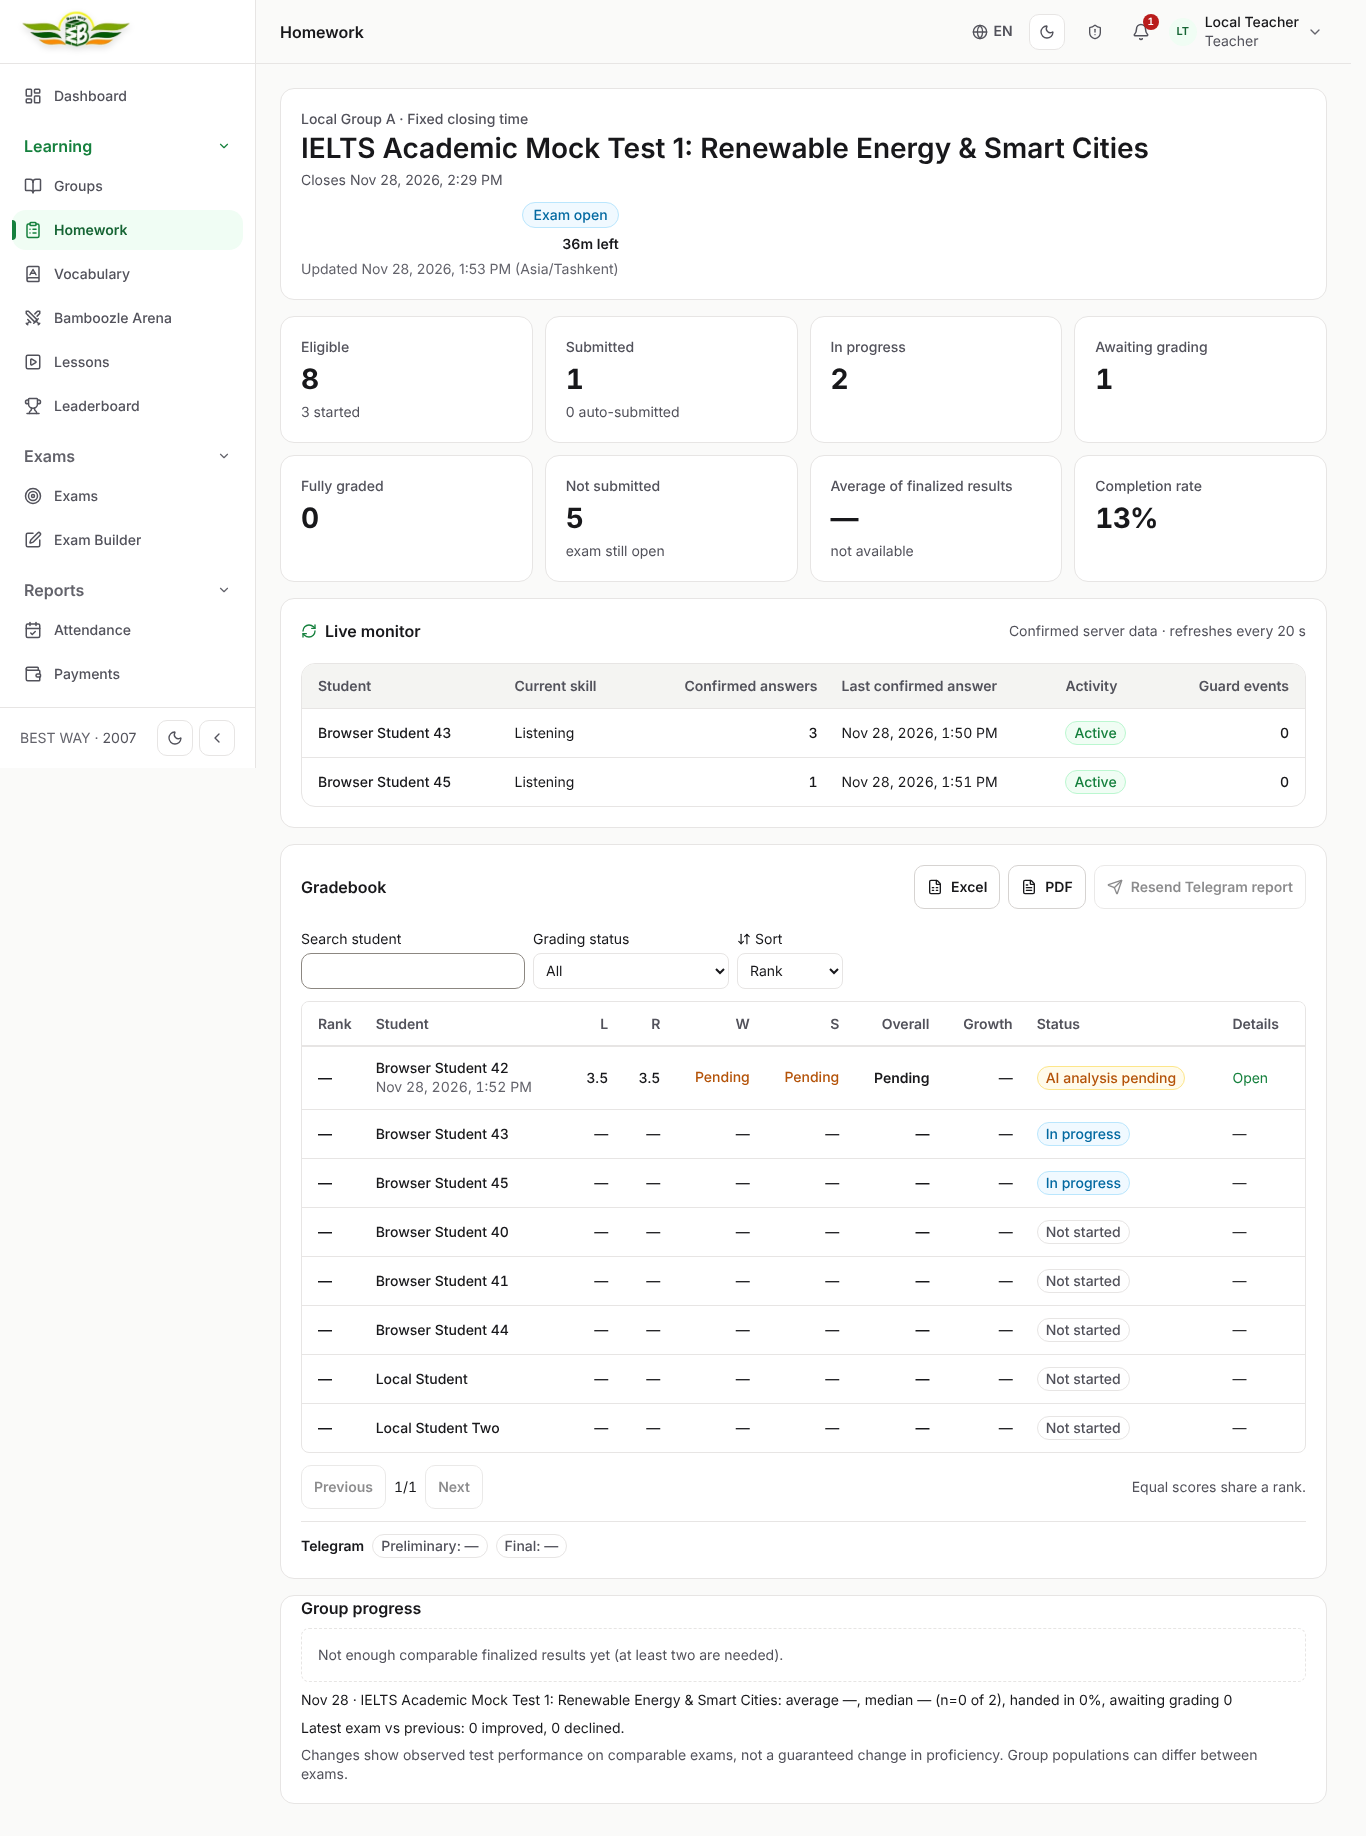 Homework
EN
1
LT
Local Teacher
Teacher
Dashboard
Learning
Groups
Homework
Vocabulary
Bamboozle Arena
Lessons
Leaderboard
Exams
Exams
Exam Builder
Reports
Attendance
Payments
BEST WAY · 2007
Local Group A · Fixed closing time
IELTS Academic Mock Test 1: Renewable Energy & Smart Cities
Closes Nov 28, 2026, 2:29 PM
Exam open
36m left
Updated Nov 28, 2026, 1:53 PM (Asia/Tashkent)
Eligible
8
3 started
Submitted
1
0 auto-submitted
In progress
2
Awaiting grading
1
Fully graded
0
Not submitted
5
exam still open
Average of finalized results
—
not available
Completion rate
13%
Live monitor
Confirmed server data · refreshes every 20 s
Student Current skill Confirmed answers Last confirmed answer Activity Guard events
Browser Student 43 Listening 3 Nov 28, 2026, 1:50 PM Active 0
Browser Student 45 Listening 1 Nov 28, 2026, 1:51 PM Active 0
Gradebook
Excel
PDF
Resend Telegram report
Search student
Grading status
Sort
All
Rank
Rank Student L R W S Overall Growth Status Details
— Browser Student 42 3.5 3.5 Pending Pending Pending — AI analysis pending Open
Nov 28, 2026, 1:52 PM
— Browser Student 43 — — — — — — In progress —
— Browser Student 45 — — — — — — In progress —
— Browser Student 40 — — — — — — Not started —
— Browser Student 41 — — — — — — Not started —
— Browser Student 44 — — — — — — Not started —
— Local Student — — — — — — Not started —
— Local Student Two — — — — — — Not started —
Previous 1/1 Next
Equal scores share a rank.
Telegram Preliminary: — Final: —
Group progress
Not enough comparable finalized results yet (at least two are needed).
Nov 28 · IELTS Academic Mock Test 1: Renewable Energy & Smart Cities: average —, median — (n=0 of 2), handed in 0%, awaiting grading 0
Latest exam vs previous: 0 improved, 0 declined.
Changes show observed test performance on comparable exams, not a guaranteed change in proficiency. Group populations can differ between
exams.